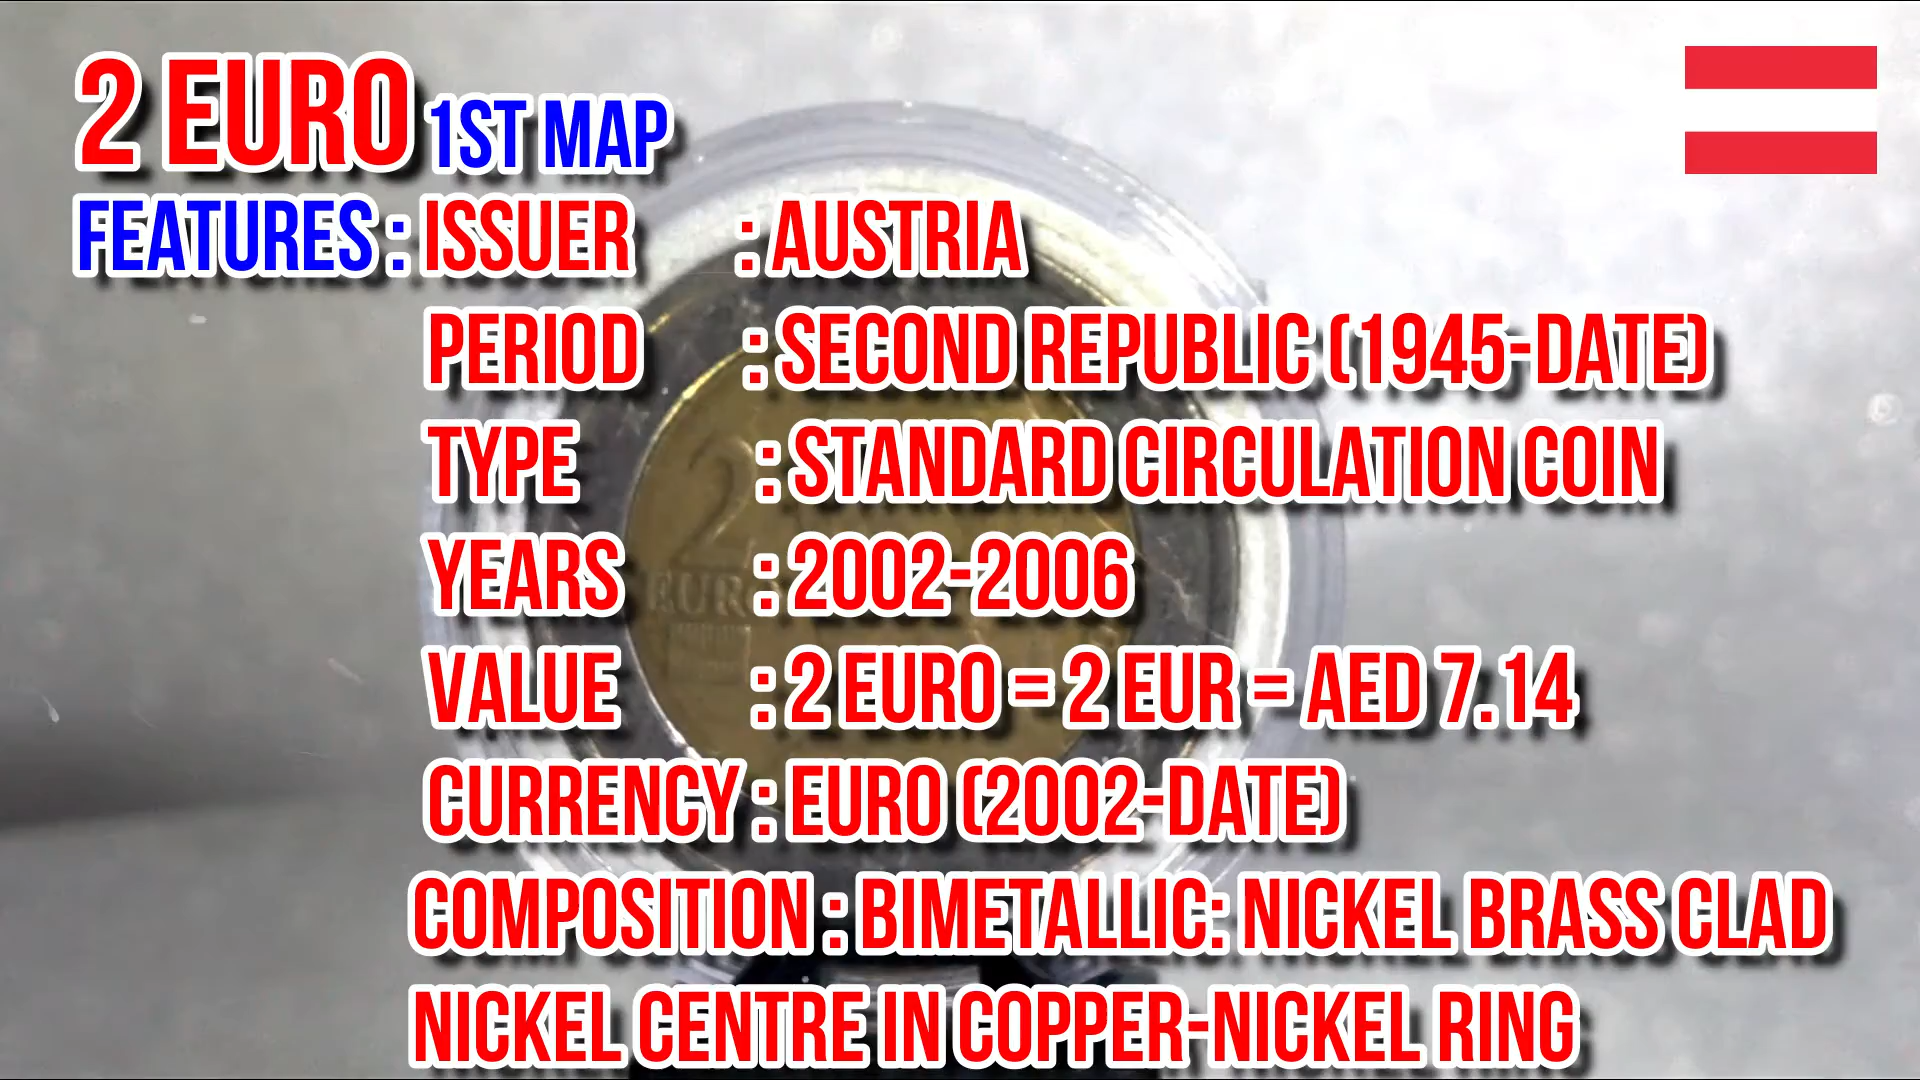 2 EURO 1ST MAP
FEATURES : ISSUER : AUSTRIA
PERIOD : SECOND REPUBLIC (1945-DATE)
TYPE : STANDARD CIRCULATION COIN
YEARS : 2002-2006
VALUE : 2 EURO = 2 EUR = AED 7.14
CURRENCY : EURO (2002-DATE)
COMPOSITION : BIMETALLIC: NICKEL BRASS CLAD
NICKEL CENTRE IN COPPER-NICKEL RING
2
EURO